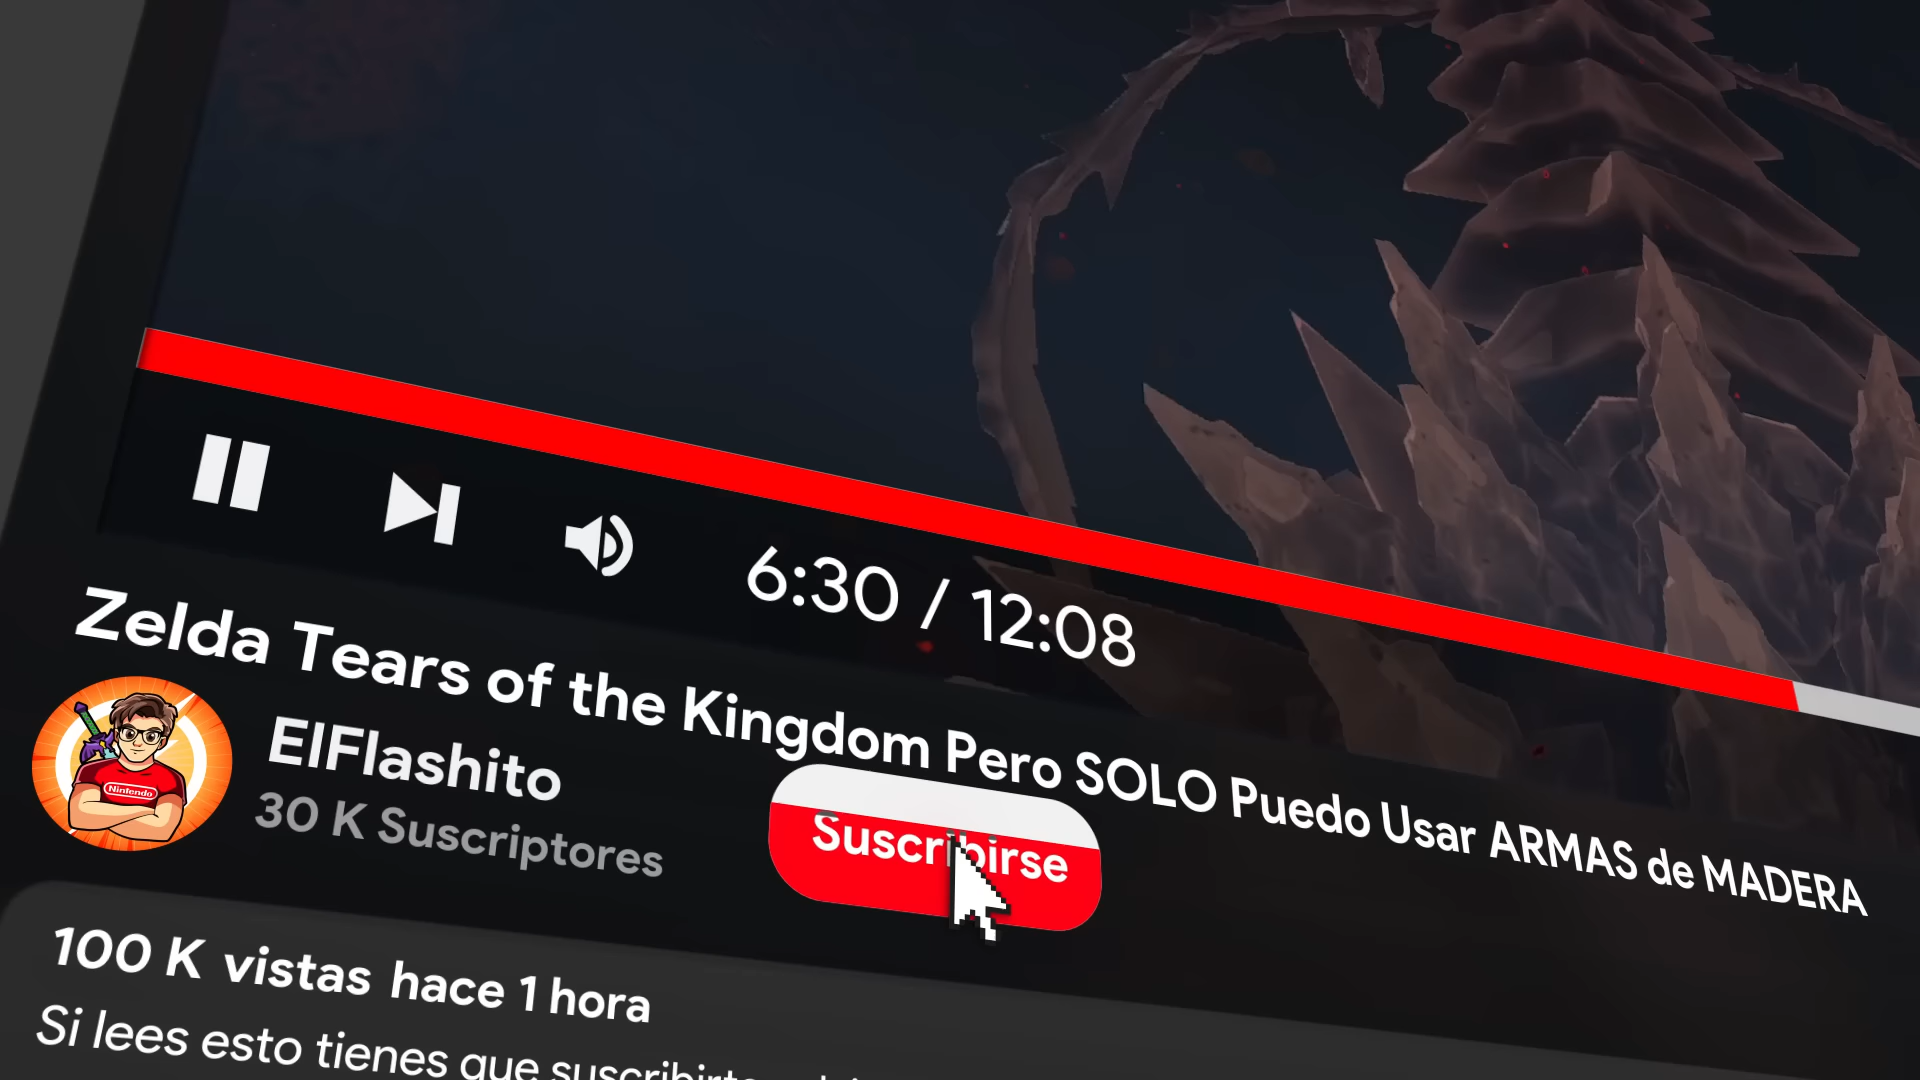 6:30 / 12:08
Zelda Tears of the Kingdom Pero SOLO Puedo Usar ARMAS de MADERA
Ninfendo
ElFlashito
30 K Suscriptores
Suscribirse
100 K vistas hace 1 hora
Si lees esto tienes que